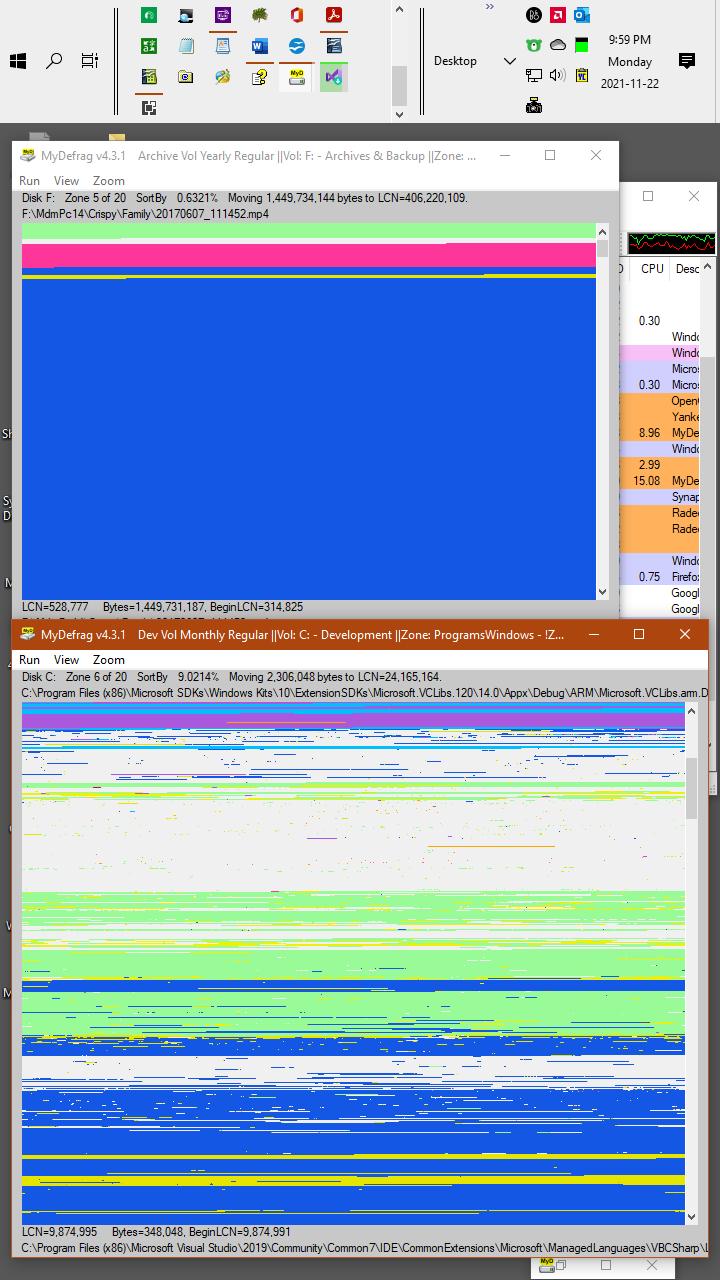 9:59 PM
Desktop
Monday
2021-11-22
MyDefrag v4.3.1 Archive Vol Yearly Regular ||Vol: F: - Archives & Backup ||Zone: ...
Run View Zoom
Disk F: Zone 5 of 20 SortBy 0.6321% Moving 1,449,734,144 bytes to LCN=406,220,109.
F:\MdmPc14\Crispy\Family\20170607_111452.mp4
CPU Desc
0.30
Windo
Windo
Micros
0.30 Micros
Open
Yanke
8.96 MyDe
Windo
2.99
15.08 MyDe
Synap
Radeo
Radeo
Windo
0.75 Firefo
Googl
Googl
LCN=528,777 Bytes=1,449,731,187, BeginLCN=314,825
MyDefrag v4.3.1 Dev Vol Monthly Regular ||Vol: C: - Development ||Zone: ProgramsWindows - !Z...
Run View Zoom
Disk C: Zone 6 of 20 SortBy 9.0214% Moving 2,306,048 bytes to LCN=24,165,164.
C:\Program Files (x86)\Microsoft SDKs\Windows Kits\10\ExtensionSDKs\Microsoft.VCLibs.120\14.0\Appx\Debug\ARM\Microsoft.VCLibs.arm.D
LCN=9,874,995 Bytes=348,048, BeginLCN=9,874,991
C:\Program Files (x86)\Microsoft Visual Studio\2019\Community\Common7\IDE\CommonExtensions\Microsoft\ManagedLanguages\VBCSharp\L